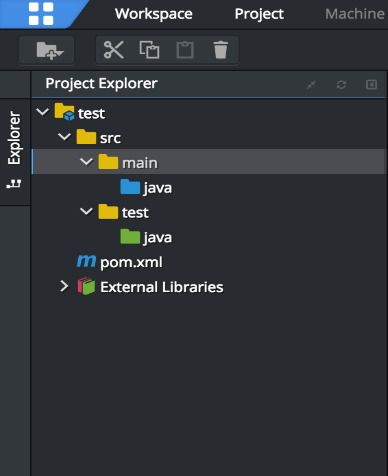 Workspace Project Machine
Project Explorer
Explorer
test
src
main
java
test
java
m pom.xml
External Libraries